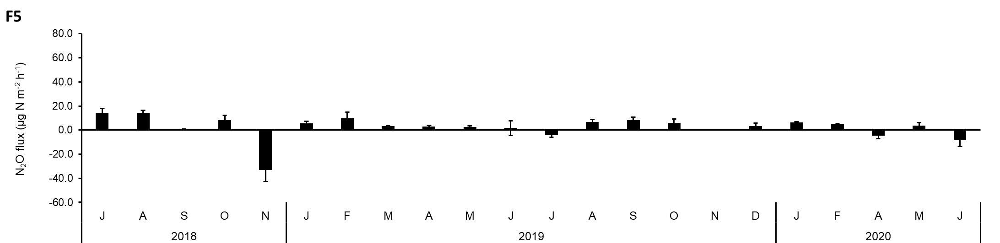 F5
80.0
60.0
40.0
20.0
0.0
-20.0
-40.0
-60.0
N₂O flux (µg N m⁻² h⁻¹)
J A S O N J F M A M J J A S O N D J F A M J
2018 2019 2020